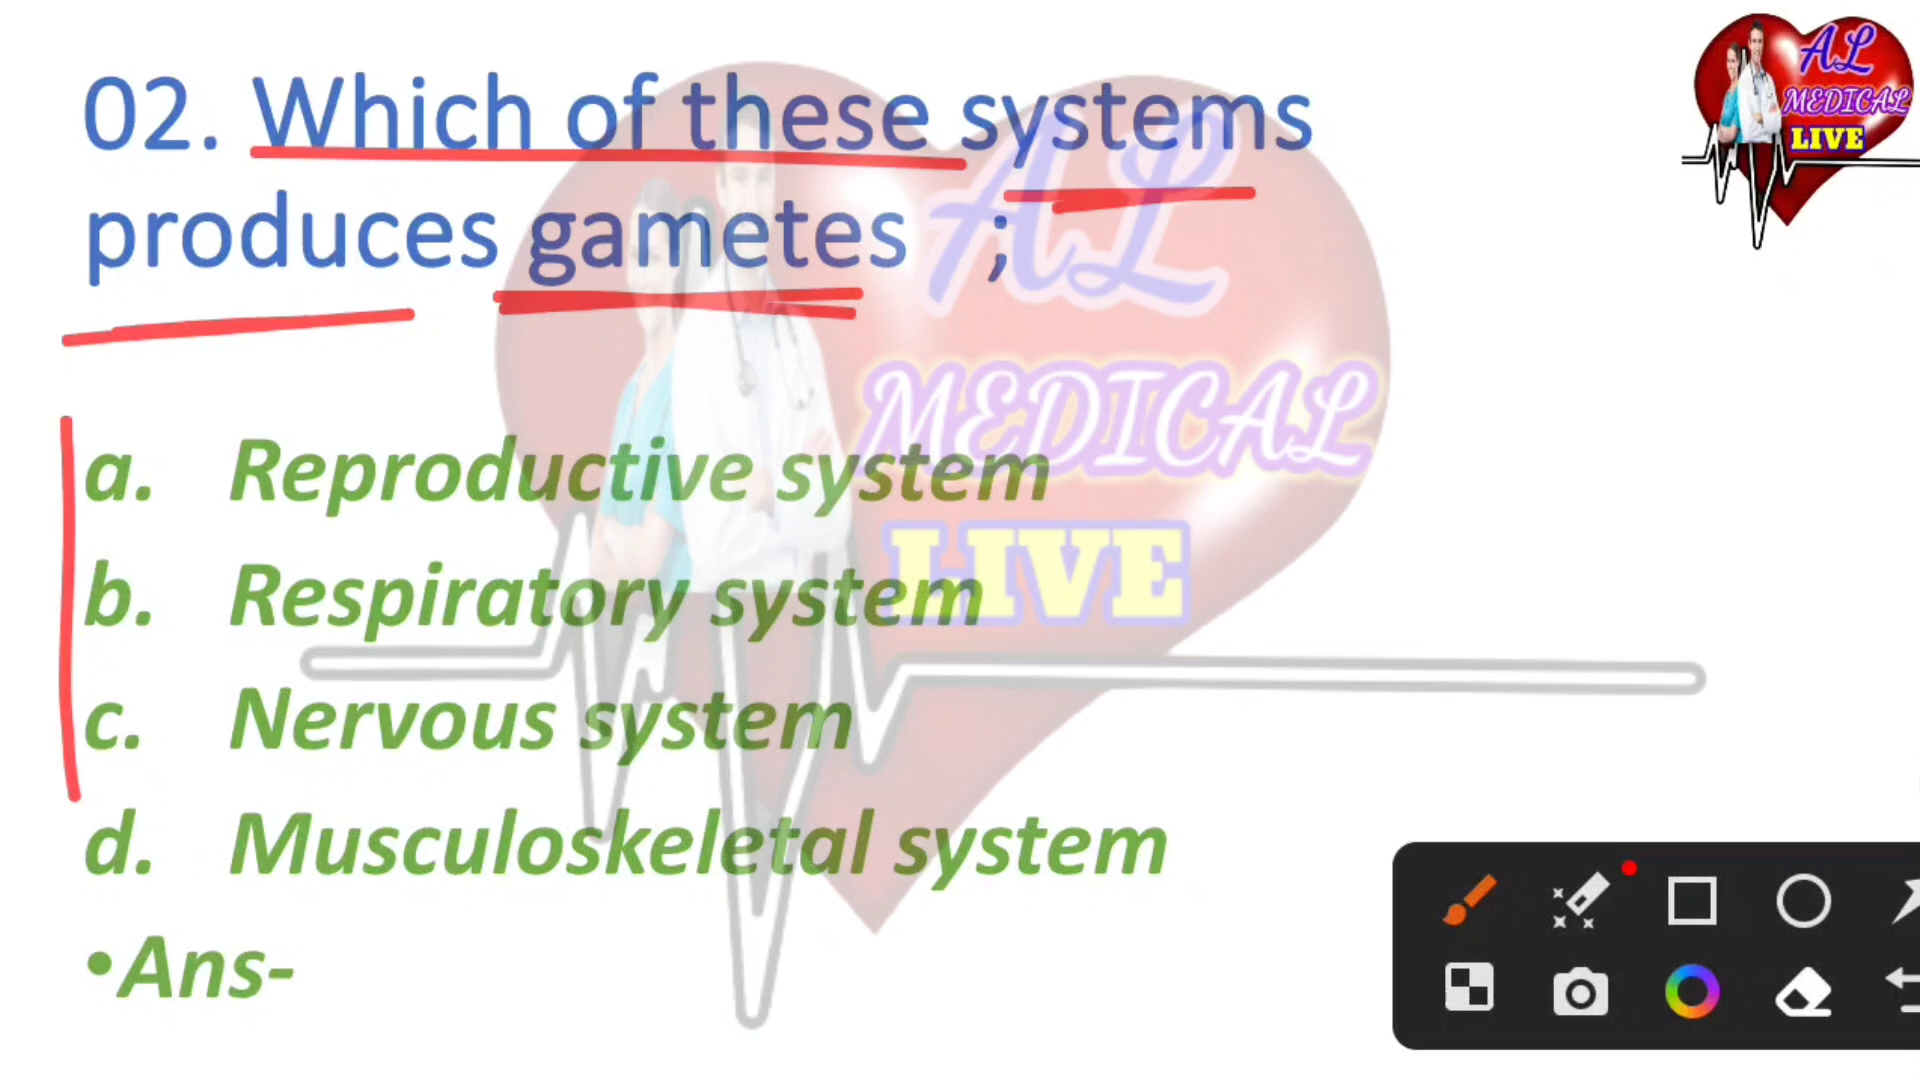 02. Which of these systems
produces gametes ;
a. Reproductive system
b. Respiratory system
c. Nervous system
d. Musculoskeletal system
•Ans-
AL
MEDICAL
LIVE
AL
MEDICAL
LIVE